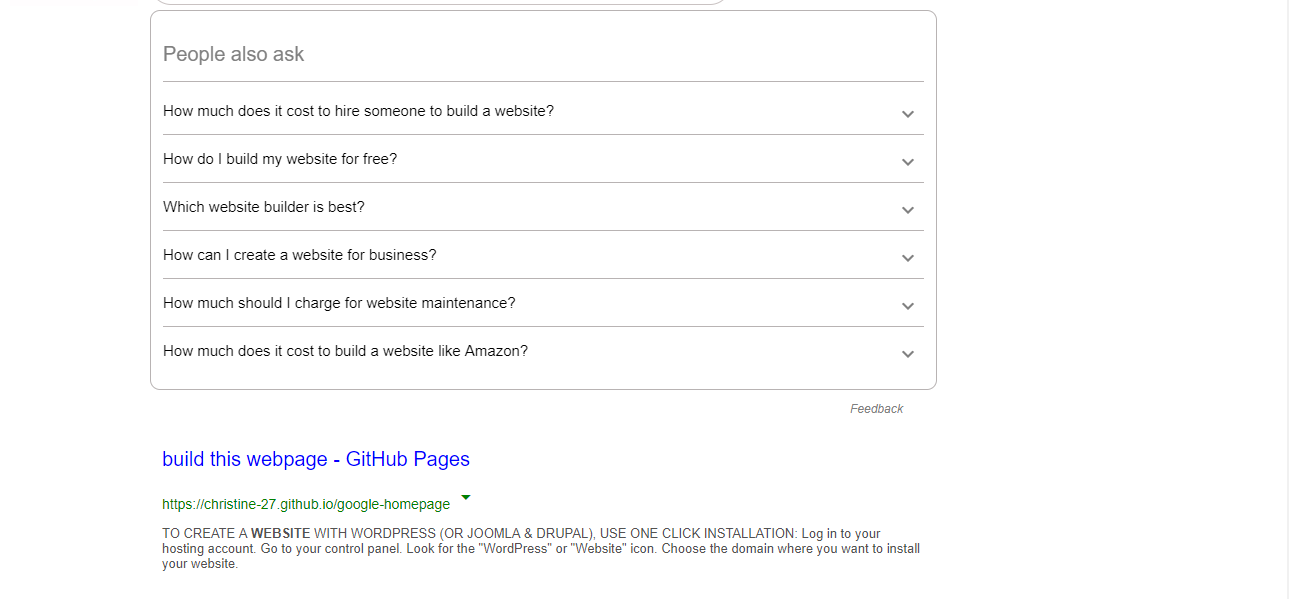 People also ask
How much does it cost to hire someone to build a website?
How do I build my website for free?
Which website builder is best?
How can I create a website for business?
How much should I charge for website maintenance?
How much does it cost to build a website like Amazon?
Feedback
build this webpage - GitHub Pages
https://christine-27.github.io/google-homepage
TO CREATE A WEBSITE WITH WORDPRESS (OR JOOMLA & DRUPAL), USE ONE CLICK INSTALLATION: Log in to your
hosting account. Go to your control panel. Look for the "WordPress" or "Website" icon. Choose the domain where you want to install
your website.